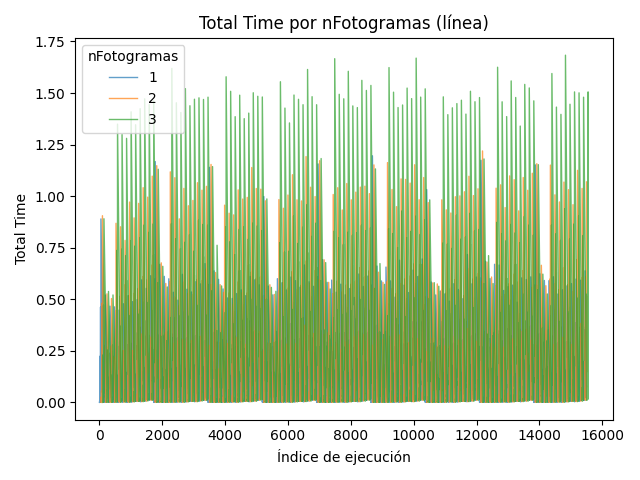 Total Time por nFotogramas (línea)
nFotogramas
1
2
3
Total Time
1.75
1.50
1.25
1.00
0.75
0.50
0.25
0.00
0 2000 4000 6000 8000 10000 12000 14000 16000
Índice de ejecución